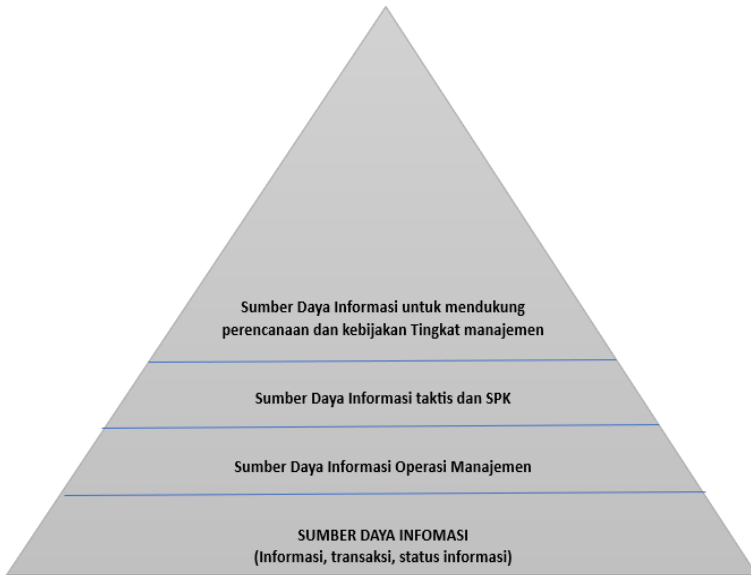 Sumber Daya Informasi untuk mendukung
perencanaan dan kebijakan Tingkat manajemen
Sumber Daya Informasi taktis dan SPK
Sumber Daya Informasi Operasi Manajemen
SUMBER DAYA INFOMASI
(Informasi, transaksi, status informasi)